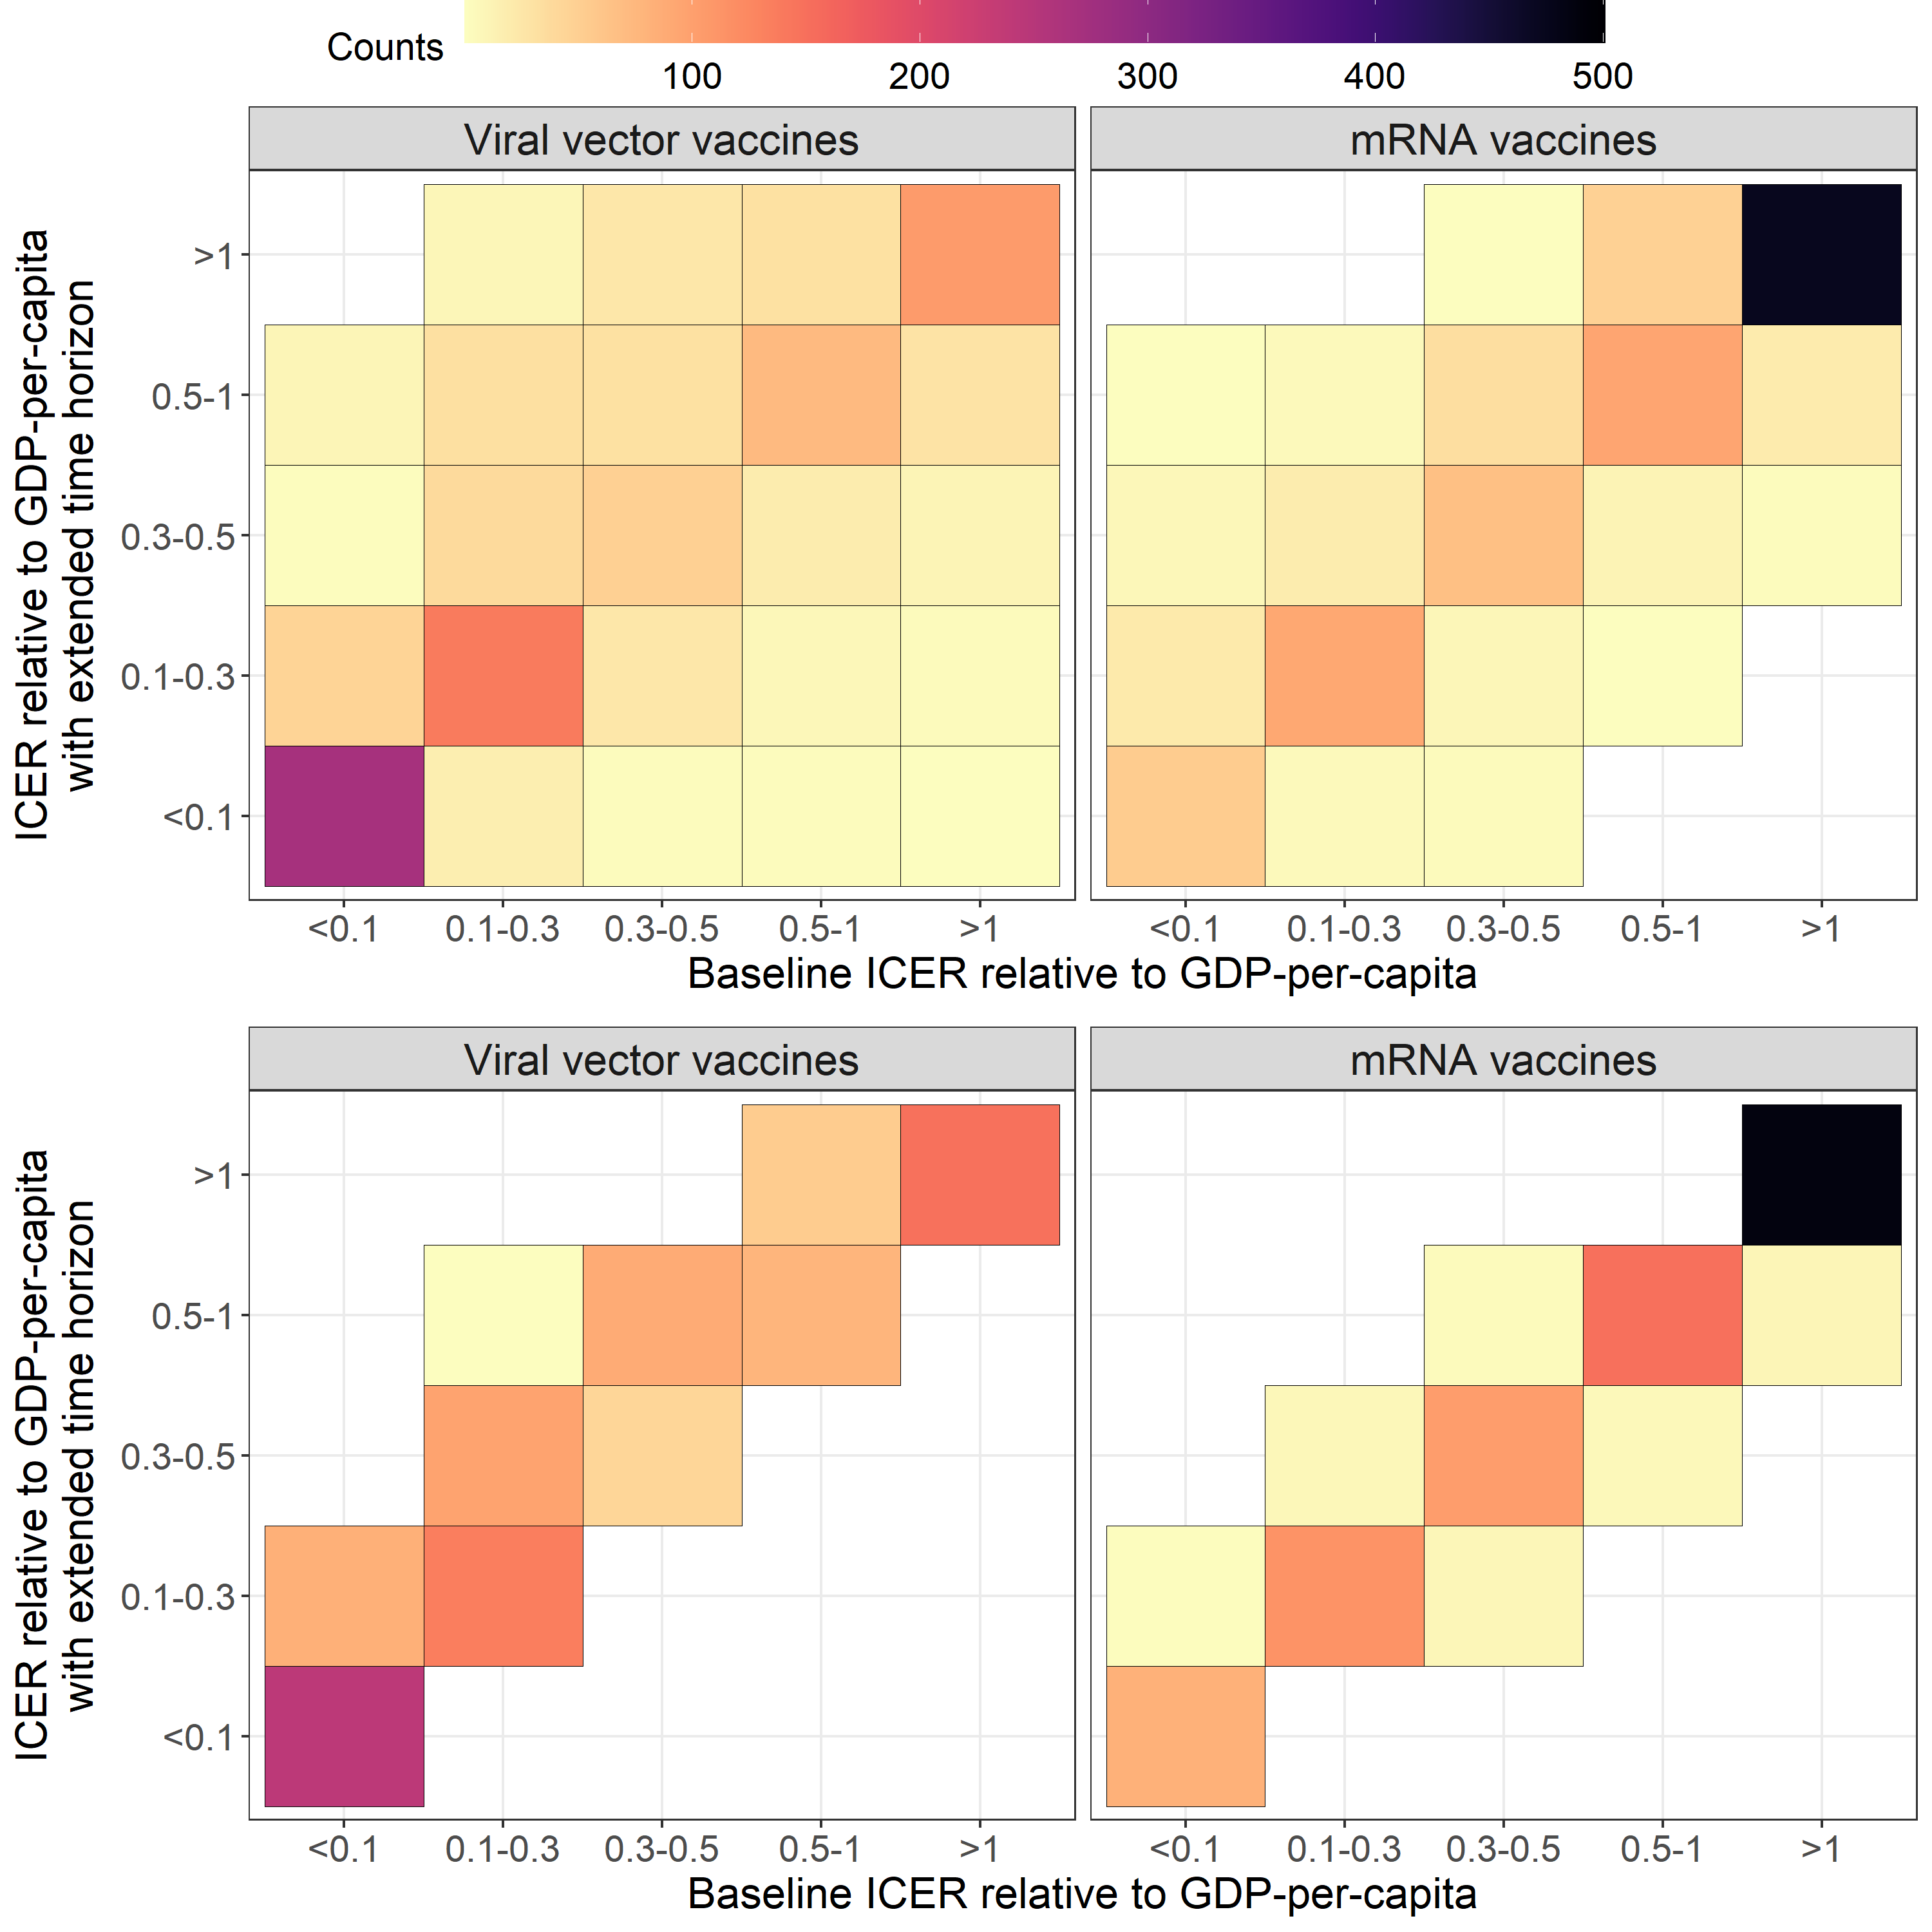 Counts
100 200 300 400 500
Viral vector vaccines mRNA vaccines
ICER relative to GDP-per-capita
with extended time horizon
>1
0.5-1
0.3-0.5
0.1-0.3
<0.1
<0.1 0.1-0.3 0.3-0.5 0.5-1 >1 <0.1 0.1-0.3 0.3-0.5 0.5-1 >1
Baseline ICER relative to GDP-per-capita
Viral vector vaccines mRNA vaccines
ICER relative to GDP-per-capita
with extended time horizon
>1
0.5-1
0.3-0.5
0.1-0.3
<0.1
<0.1 0.1-0.3 0.3-0.5 0.5-1 >1 <0.1 0.1-0.3 0.3-0.5 0.5-1 >1
Baseline ICER relative to GDP-per-capita